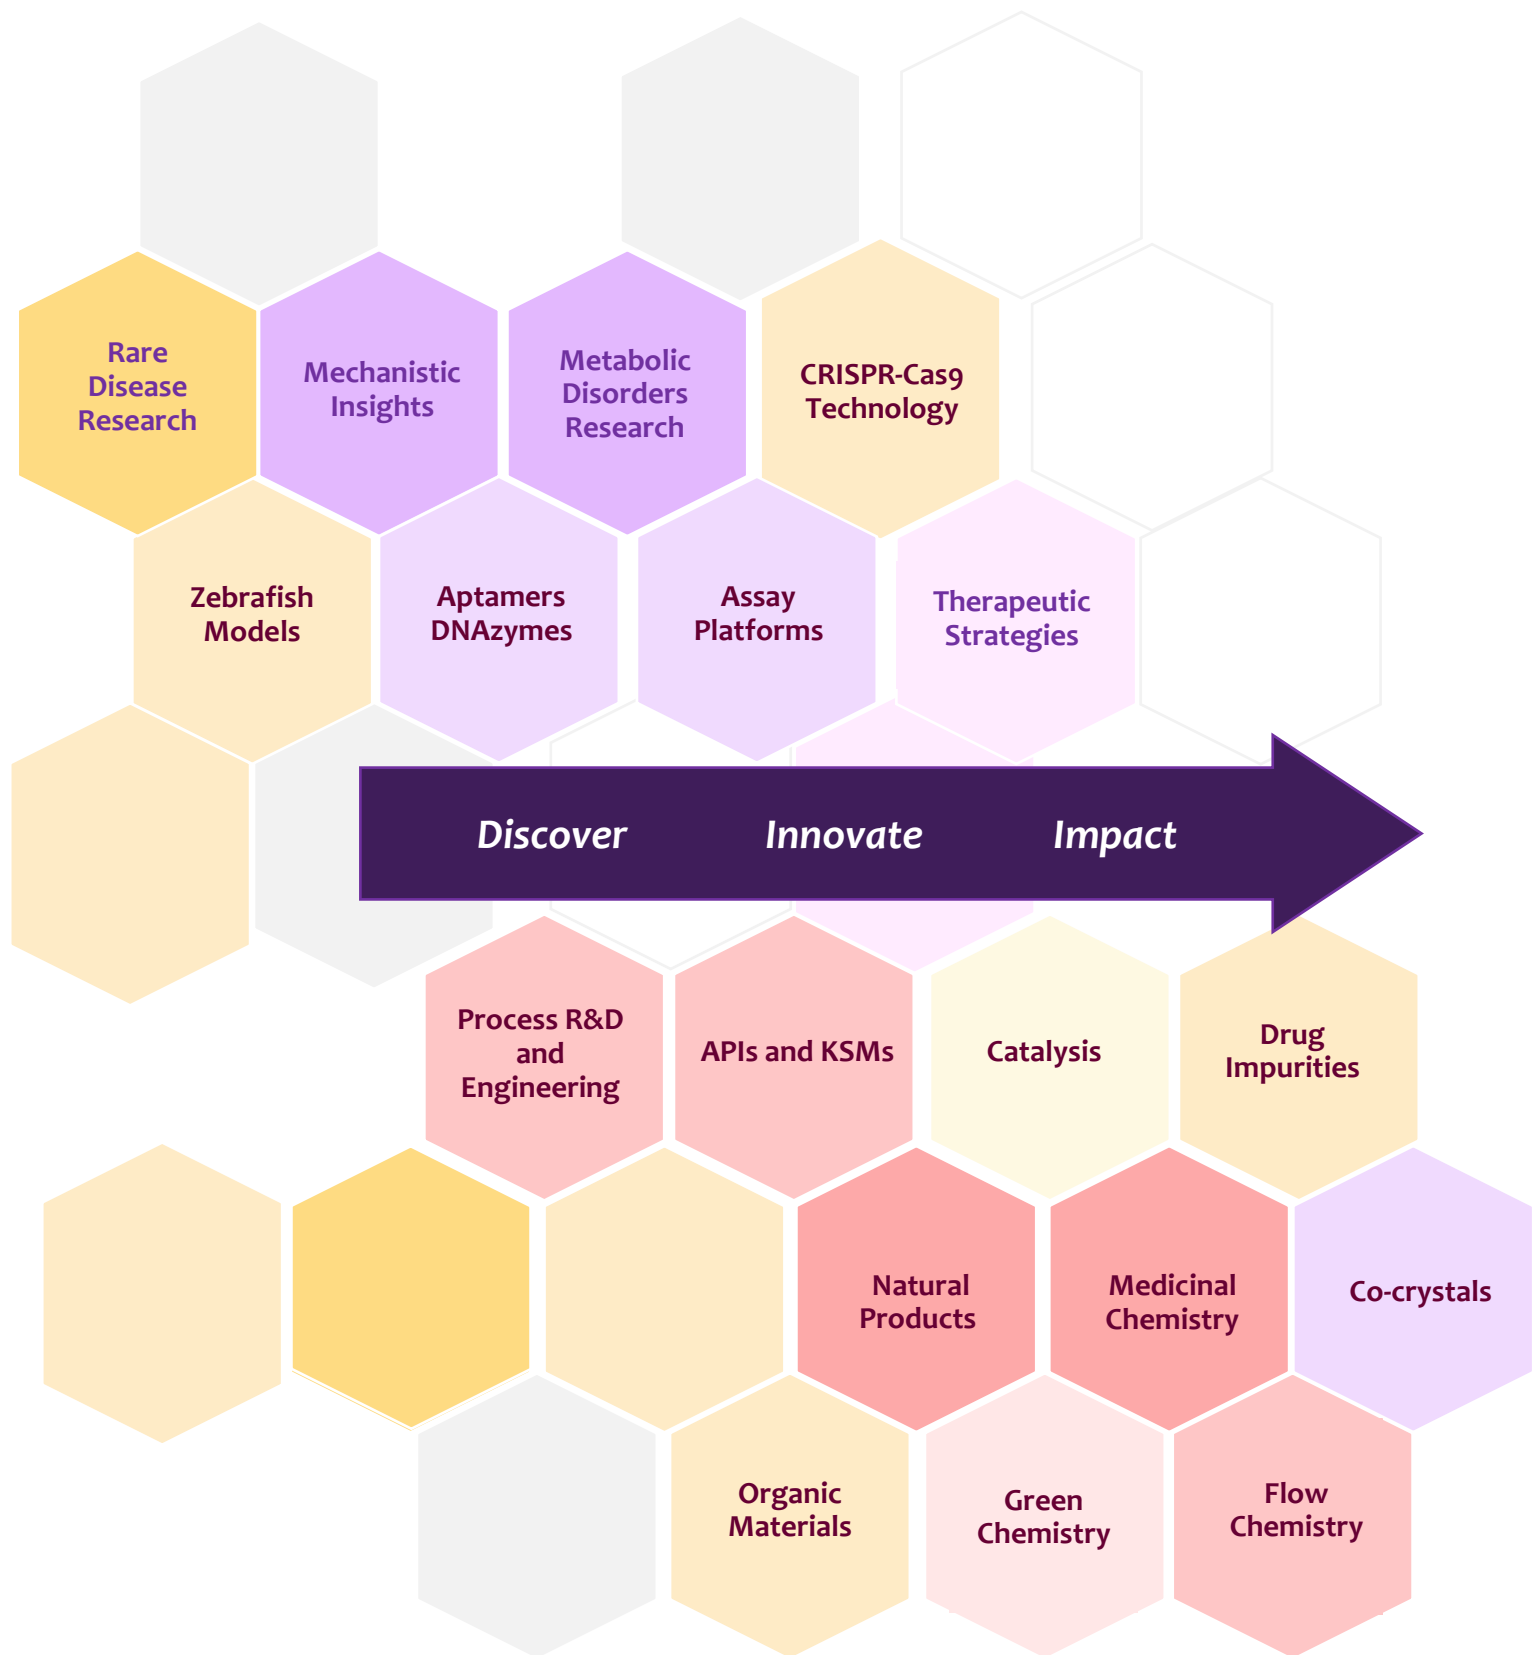 Rare
Disease
Research
Mechanistic
Insights
Metabolic
Disorders
Research
CRISPR-Cas9
Technology
Zebrafish
Models
Aptamers
DNAzymes
Assay
Platforms
Therapeutic
Strategies
Discover Innovate Impact
Process R&D
and
Engineering
APIs and KSMs
Catalysis
Drug
Impurities
Natural
Products
Medicinal
Chemistry
Co-crystals
Organic
Materials
Green
Chemistry
Flow
Chemistry